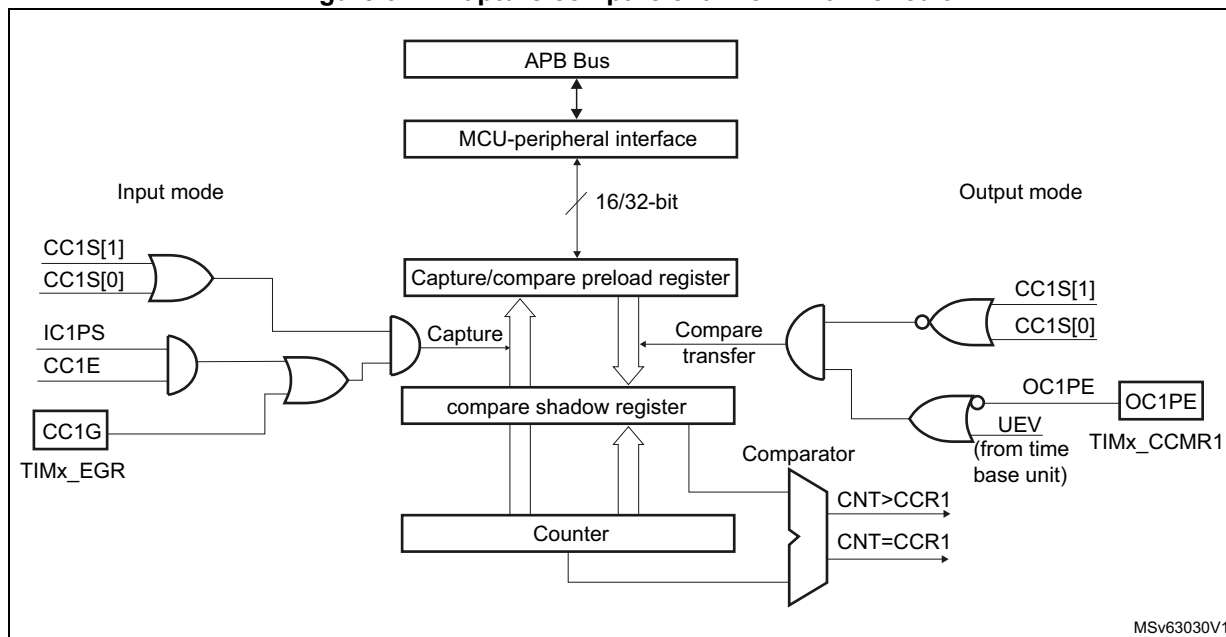 APB Bus
MCU-peripheral interface
Input mode
16/32-bit
Output mode
CC1S[1]
CC1S[0]
Capture/compare preload register
CC1S[1]
CC1S[0]
IC1PS
CC1E
Capture
Compare
transfer
CC1G
TIMx_EGR
compare shadow register
OC1PE
OC1PE
UEV
(from time
base unit)
TIMx_CCMR1
Comparator
CNT>CCR1
Counter
CNT=CCR1
MSv63030V1